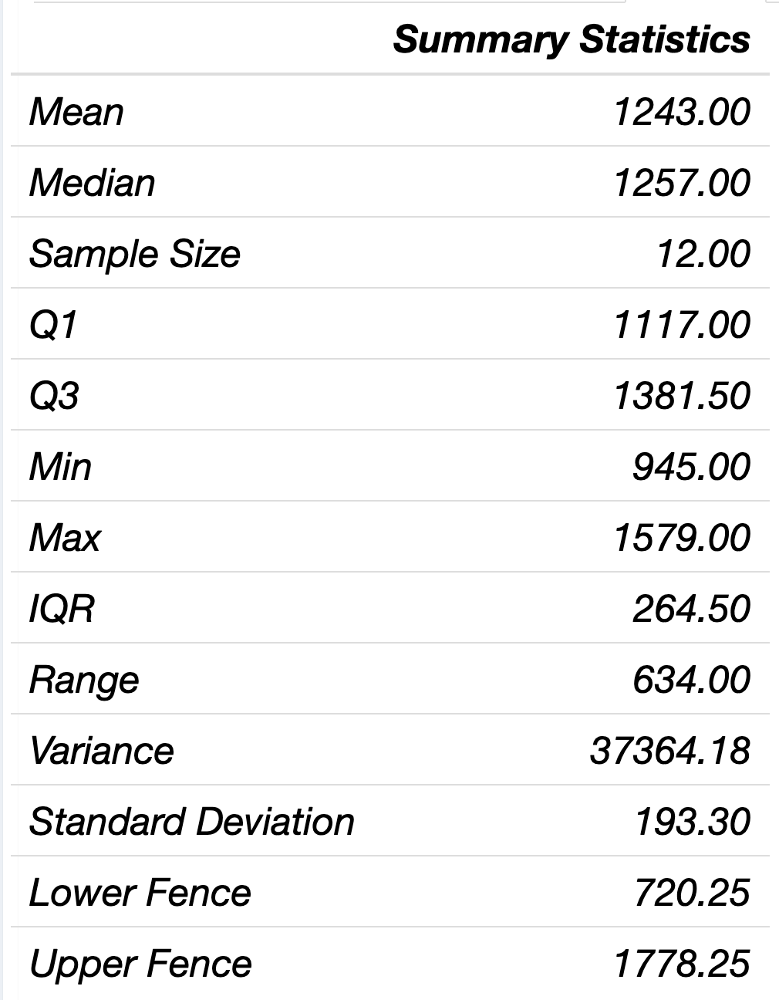 Summary Statistics
Mean 1243.00
Median 1257.00
Sample Size 12.00
Q1 1117.00
Q3 1381.50
Min 945.00
Max 1579.00
IQR 264.50
Range 634.00
Variance 37364.18
Standard Deviation 193.30
Lower Fence 720.25
Upper Fence 1778.25